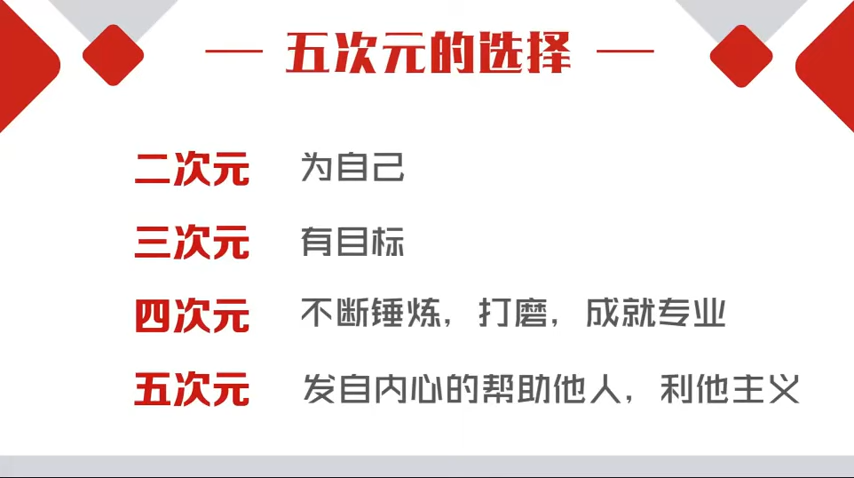 五次元的选择
二次元 为自己
三次元 有目标
四次元 不断锤炼，打磨，成就专业
五次元 发自内心的帮助他人，利他主义